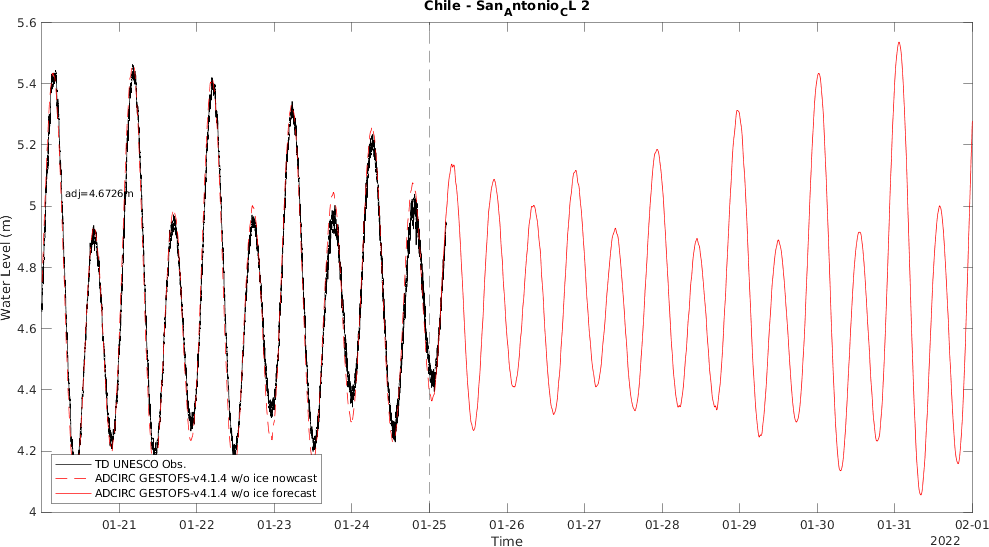 Chile - SanAntonioCL 2
5.6
5.4
5.2
5
4.8
4.6
4.4
4.2
4
Water Level (m)
adj=4.6726m
TD UNESCO Obs.
ADCIRC GESTOFS-v4.1.4 w/o ice nowcast
ADCIRC GESTOFS-v4.1.4 w/o ice forecast
01-21 01-22 01-23 01-24 01-25 01-26 01-27 01-28 01-29 01-30 01-31 02-01
Time
2022